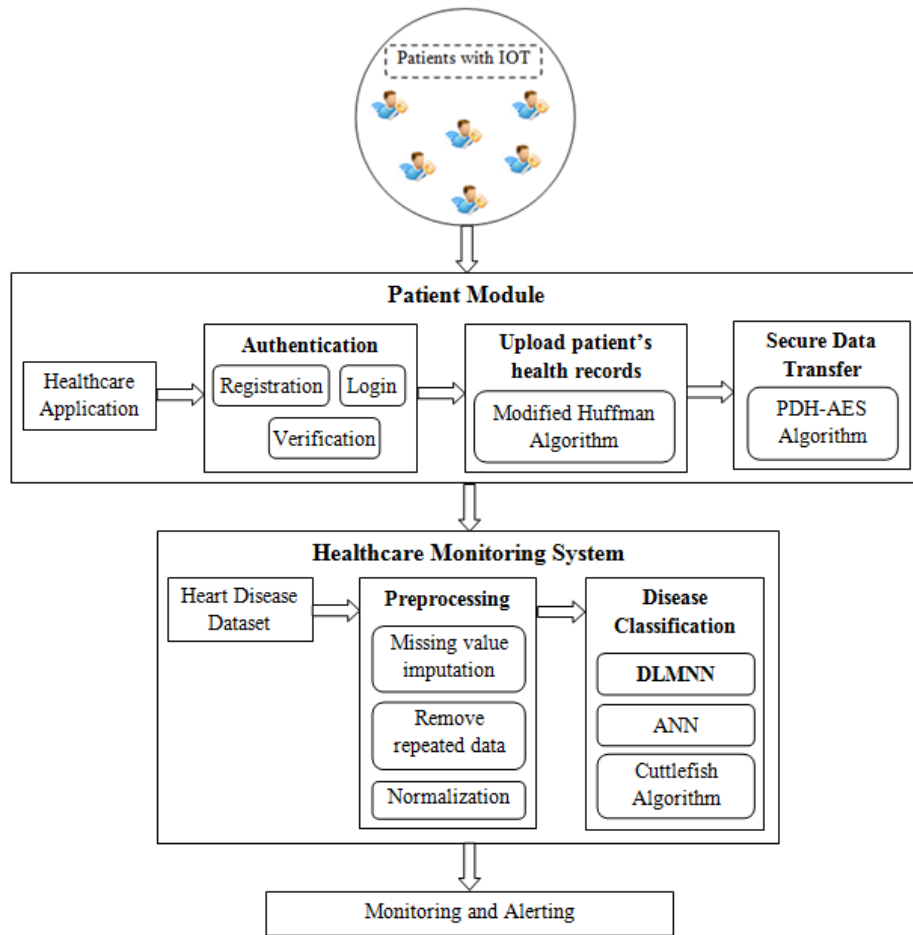 Patients with IOT
Patient Module
Healthcare
Application
Authentication
Registration
Login
Verification
Upload patient's
health records
Modified Huffman
Algorithm
Secure Data
Transfer
PDH-AES
Algorithm
Healthcare Monitoring System
Heart Disease
Dataset
Preprocessing
Missing value
imputation
Remove
repeated data
Normalization
Disease
Classification
DLMNN
ANN
Cuttlefish
Algorithm
Monitoring and Alerting